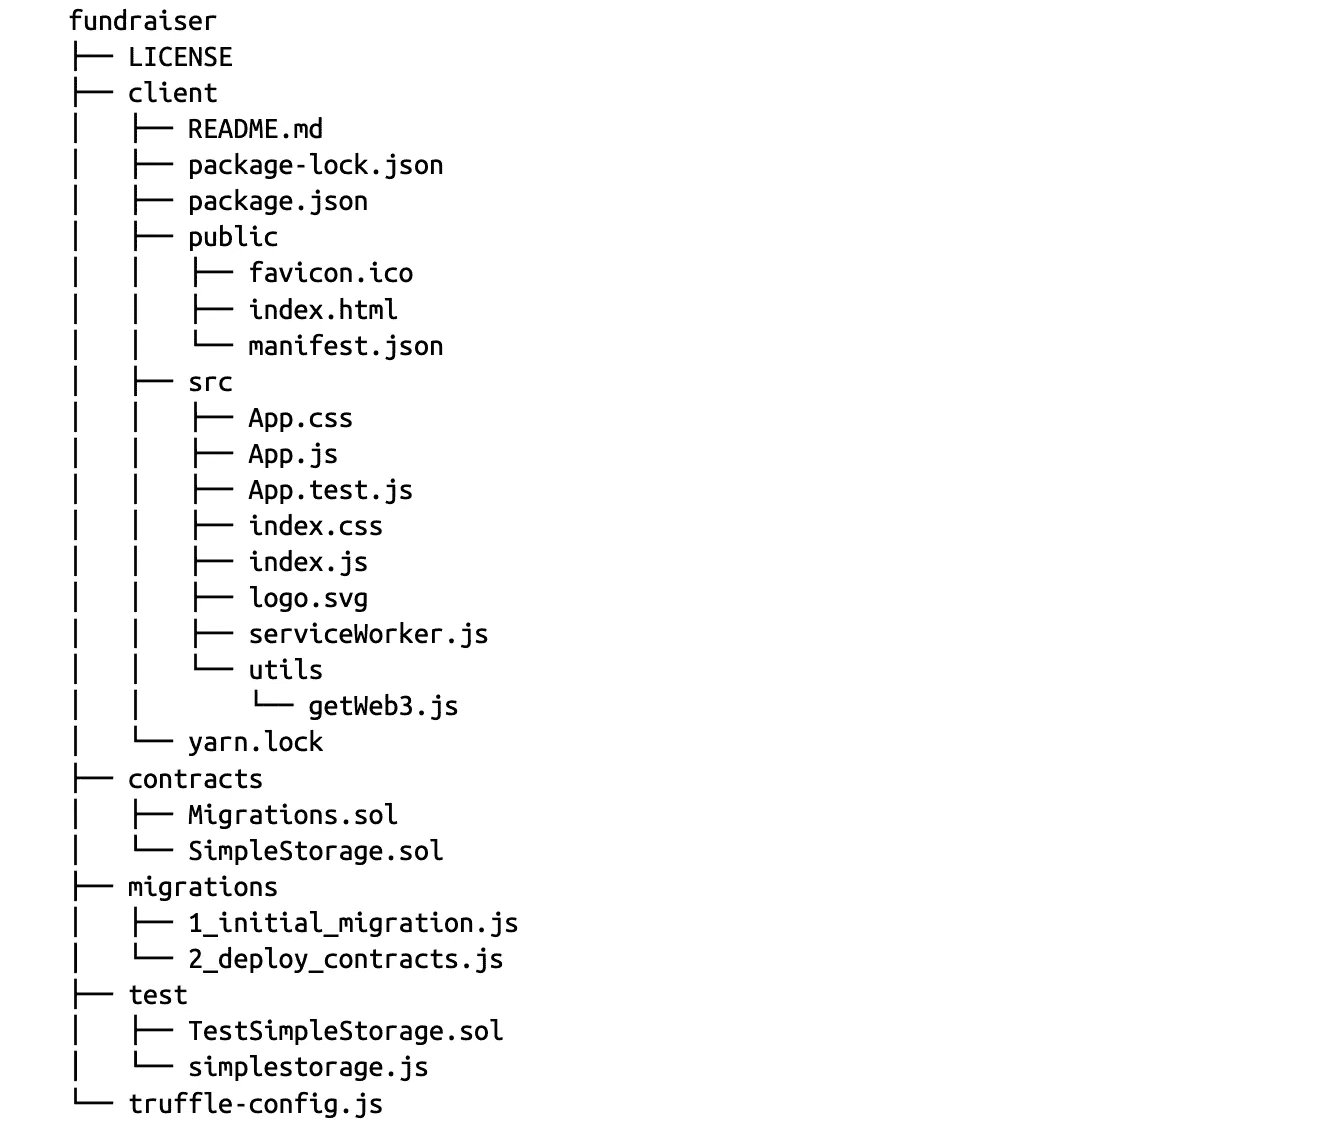 fundraiser
├── LICENSE
├── client
│   ├── README.md
│   ├── package-lock.json
│   ├── package.json
│   ├── public
│   │   ├── favicon.ico
│   │   ├── index.html
│   │   └── manifest.json
│   ├── src
│   │   ├── App.css
│   │   ├── App.js
│   │   ├── App.test.js
│   │   ├── index.css
│   │   ├── index.js
│   │   ├── logo.svg
│   │   ├── serviceWorker.js
│   │   └── utils
│   │       └── getWeb3.js
│   └── yarn.lock
├── contracts
│   ├── Migrations.sol
│   └── SimpleStorage.sol
├── migrations
│   ├── 1_initial_migration.js
│   └── 2_deploy_contracts.js
├── test
│   ├── TestSimpleStorage.sol
│   └── simplestorage.js
└── truffle-config.js